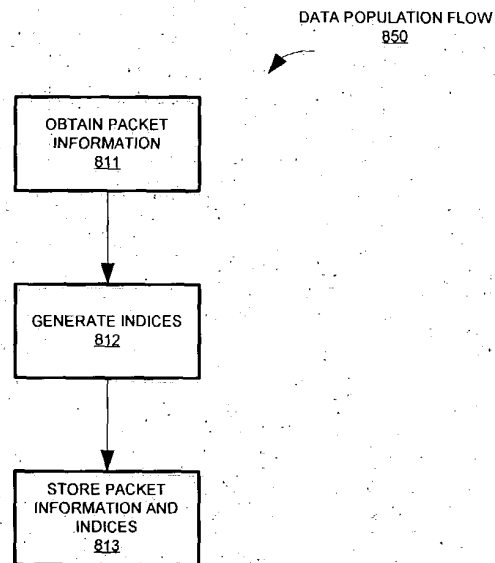 DATA POPULATION FLOW
850
OBTAIN PACKET
INFORMATION
811
GENERATE INDICES
812
STORE PACKET
INFORMATION AND
INDICES
813